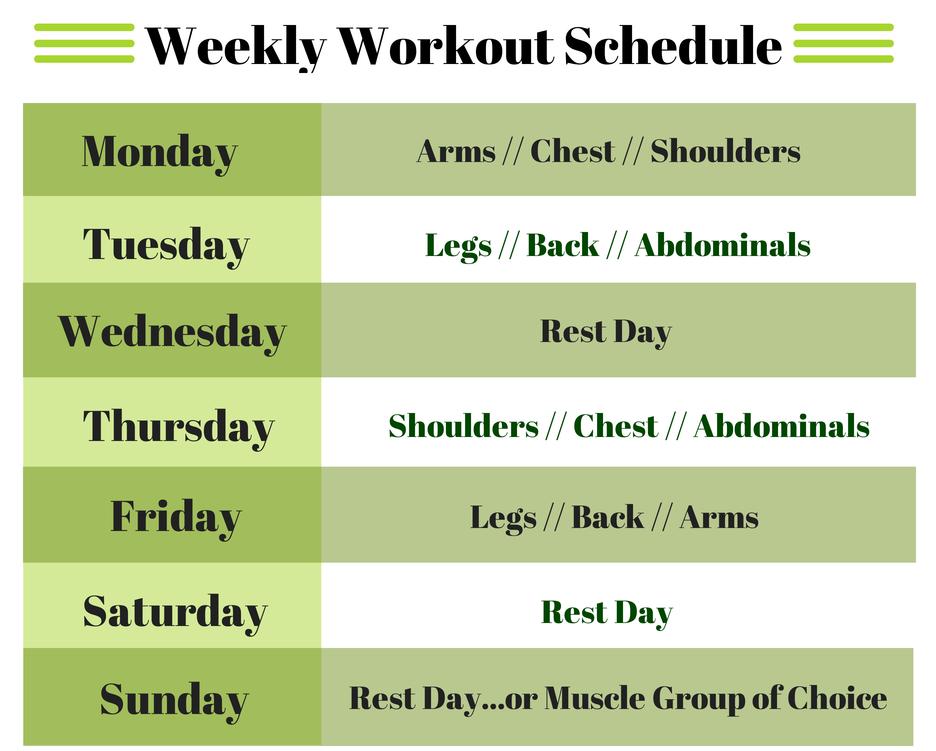 Weekly Workout Schedule
Monday
Arms // Chest // Shoulders
Tuesday
Legs // Back // Abdominals
Wednesday
Rest Day
Thursday
Shoulders // Chest // Abdominals
Friday
Legs // Back // Arms
Saturday
Rest Day
Sunday
Rest Day...or Muscle Group of Choice